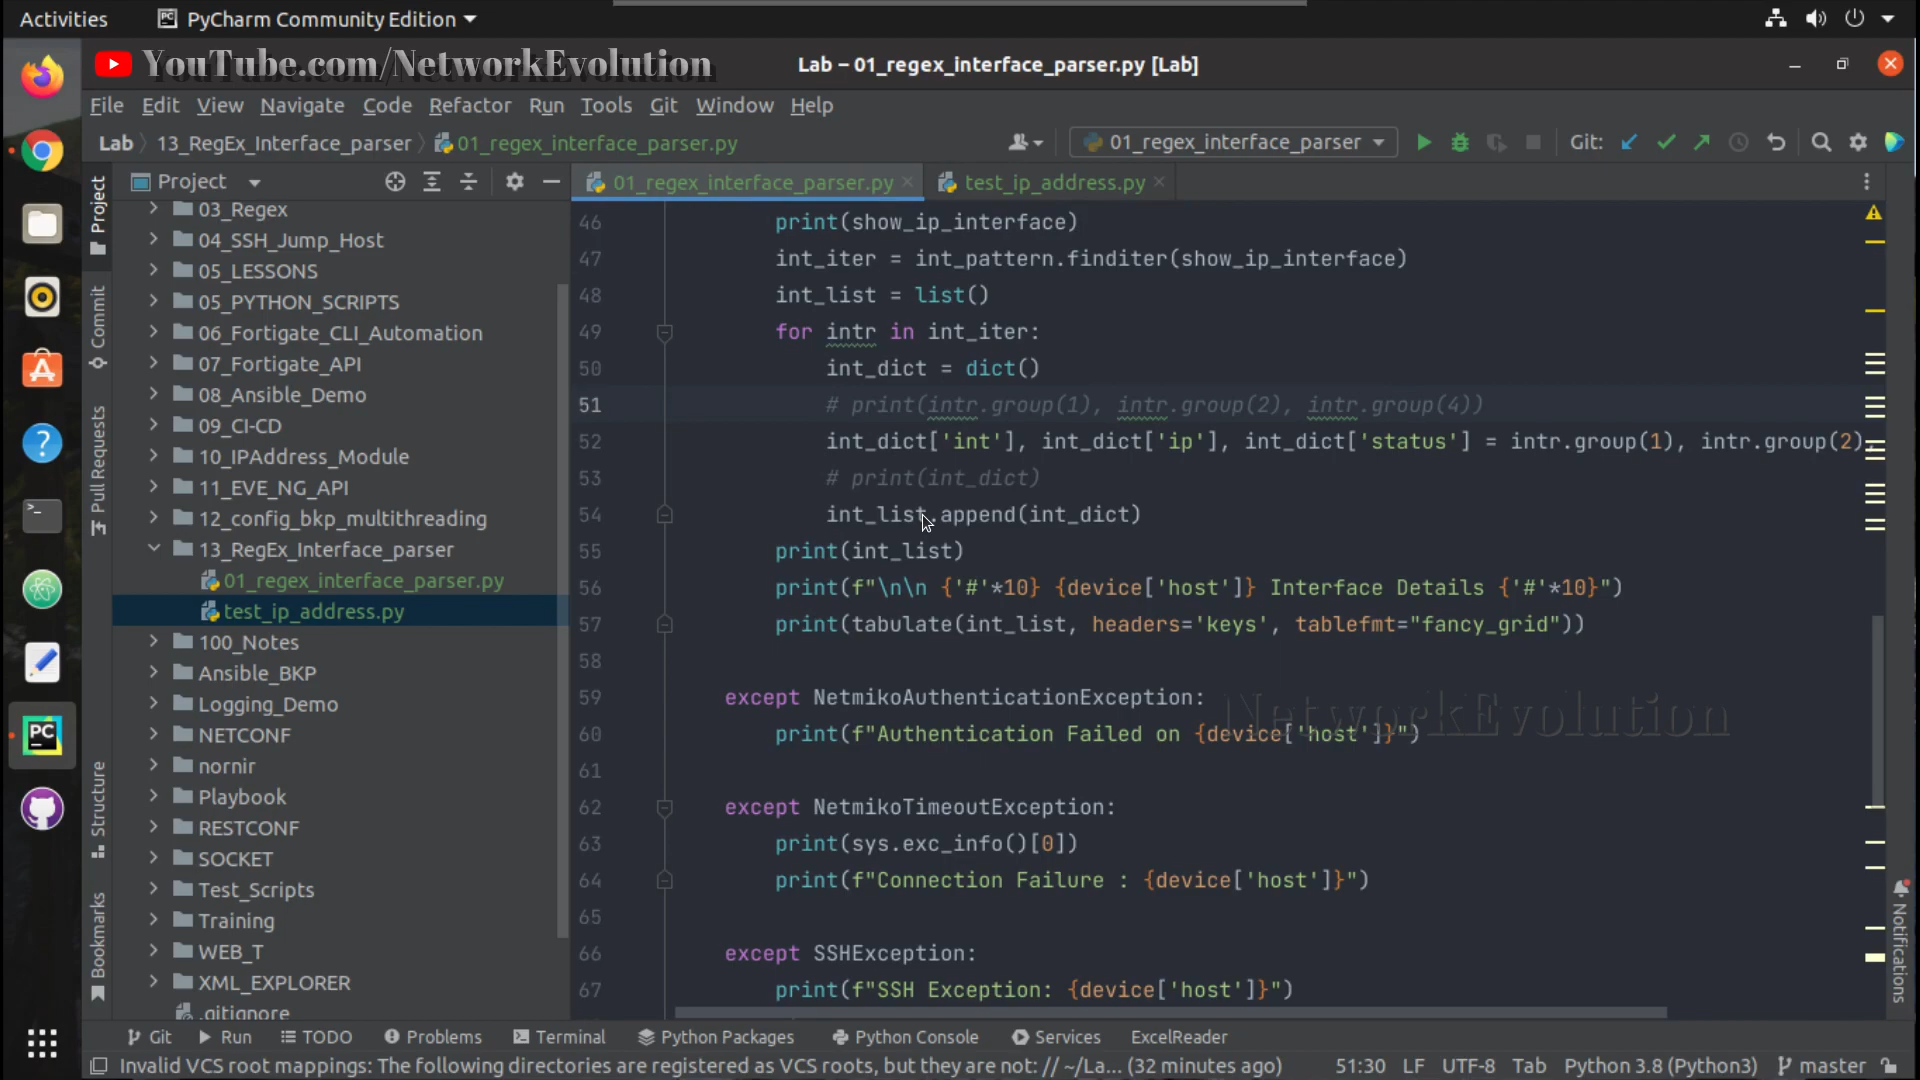 Activities
PyCharm Community Edition
YouTube.com/NetworkEvolution
Lab – 01_regex_interface_parser.py [Lab]
File Edit View Navigate Code Refactor Run Tools Git Window Help
Lab 13_RegEx_Interface_parser 01_regex_interface_parser.py
01_regex_interface_parser
Git:
Project
01_regex_interface_parser.py
test_ip_address.py
Project
Commit
Pull Requests
Structure
Bookmarks
03_Regex
04_SSH_Jump_Host
05_LESSONS
05_PYTHON_SCRIPTS
06_Fortigate_CLI_Automation
07_Fortigate_API
08_Ansible_Demo
09_CI-CD
10_IPAddress_Module
11_EVE_NG_API
12_config_bkp_multithreading
13_RegEx_Interface_parser
01_regex_interface_parser.py
test_ip_address.py
100_Notes
Ansible_BKP
Logging_Demo
NETCONF
nornir
Playbook
RESTCONF
SOCKET
Test_Scripts
Training
WEB_T
XML_EXPLORER
.gitignore
46 print(show_ip_interface)
47 int_iter = int_pattern.finditer(show_ip_interface)
48 int_list = list()
49 for intr in int_iter:
50 int_dict = dict()
51 # print(intr.group(1), intr.group(2), intr.group(4))
52 int_dict['int'], int_dict['ip'], int_dict['status'] = intr.group(1), intr.group(2),
53 # print(int_dict)
54 int_list.append(int_dict)
55 print(int_list)
56 print(f"\n\n {'#'*10} {device['host']} Interface Details {'#'*10}")
57 print(tabulate(int_list, headers='keys', tablefmt="fancy_grid"))
58
59 except NetmikoAuthenticationException:
60 print(f"Authentication Failed on {device['host']}")
61
62 except NetmikoTimeoutException:
63 print(sys.exc_info()[0])
64 print(f"Connection Failure : {device['host']}")
65
66 except SSHException:
67 print(f"SSH Exception: {device['host']}")
NetworkEvolution
Notifications
Git Run TODO Problems Terminal Python Packages Python Console Services ExcelReader
Invalid VCS root mappings: The following directories are registered as VCS roots, but they are not: // ~/La... (32 minutes ago) 51:30 LF UTF-8 Tab Python 3.8 (Python3) master